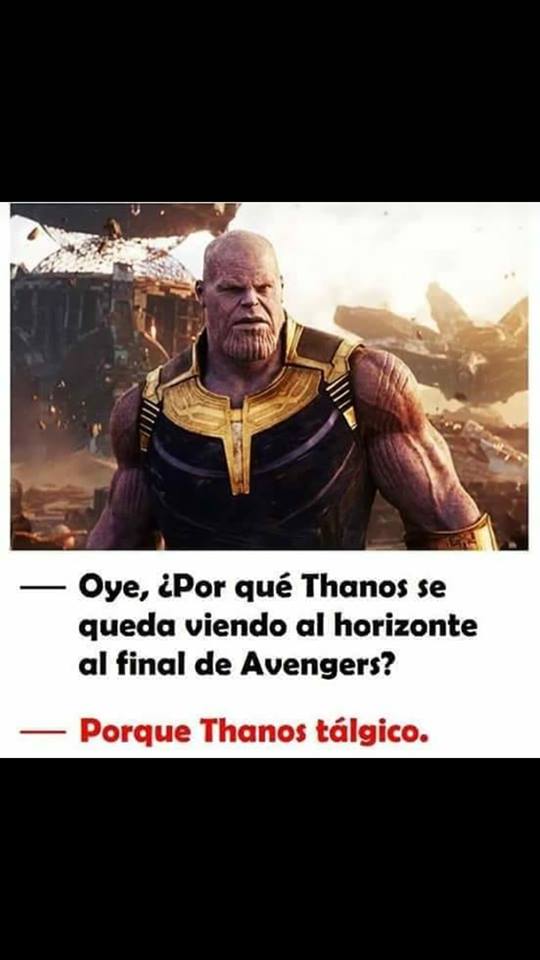 — Oye, ¿Por qué Thanos se
queda viendo al horizonte
al final de Avengers?
— Porque Thanos tálgico.